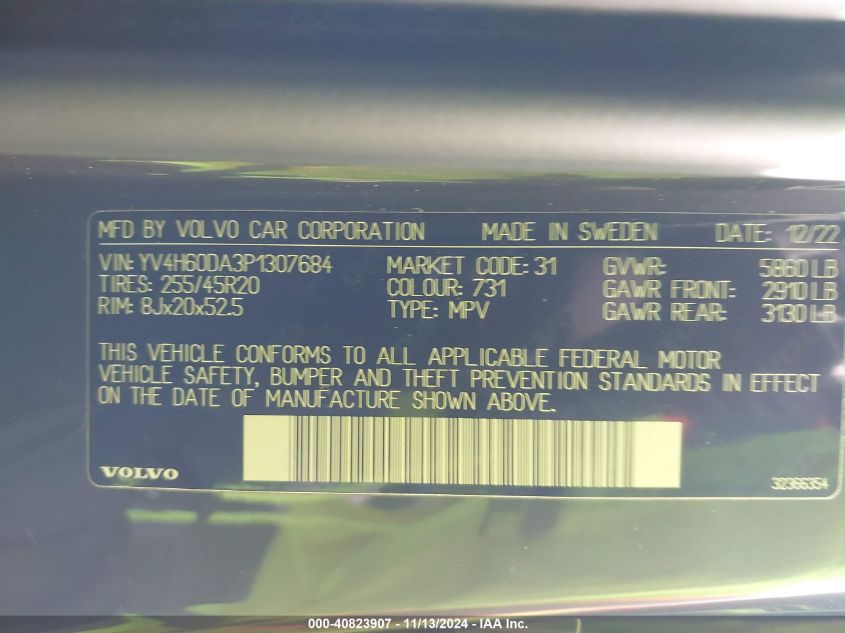 MFD BY VOLVO CAR CORPORATION MADE IN SWEDEN DATE: 12/22
VIN: YV4H60DA3P1307684 MARKET CODE: 31 GVWR: 5860 LB
TIRES: 255/45R20 COLOUR: 731 GAWR FRONT: 2910 LB
RIM: 8Jx20x52.5 TYPE: MPV GAWR REAR: 3130 LB
THIS VEHICLE CONFORMS TO ALL APPLICABLE FEDERAL MOTOR
VEHICLE SAFETY, BUMPER AND THEFT PREVENTION STANDARDS IN EFFECT
ON THE DATE OF MANUFACTURE SHOWN ABOVE.
VOLVO
32366354
000-40823907 - 11/13/2024 - IAA Inc.